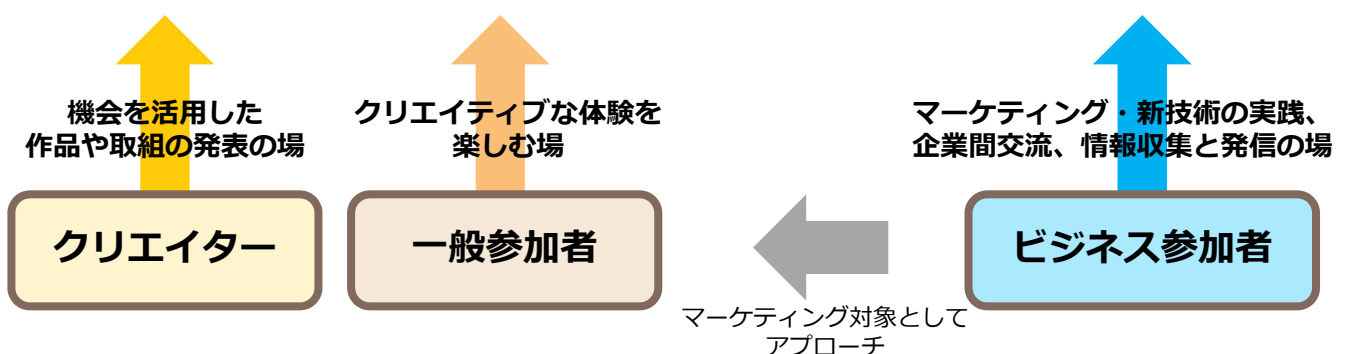 機会を活用した
作品や取組の発表の場
クリエイティブな体験を
楽しむ場
マーケティング・新技術の実践、
企業間交流、情報収集と発信の場
クリエイター
一般参加者
ビジネス参加者
マーケティング対象として
アプローチ